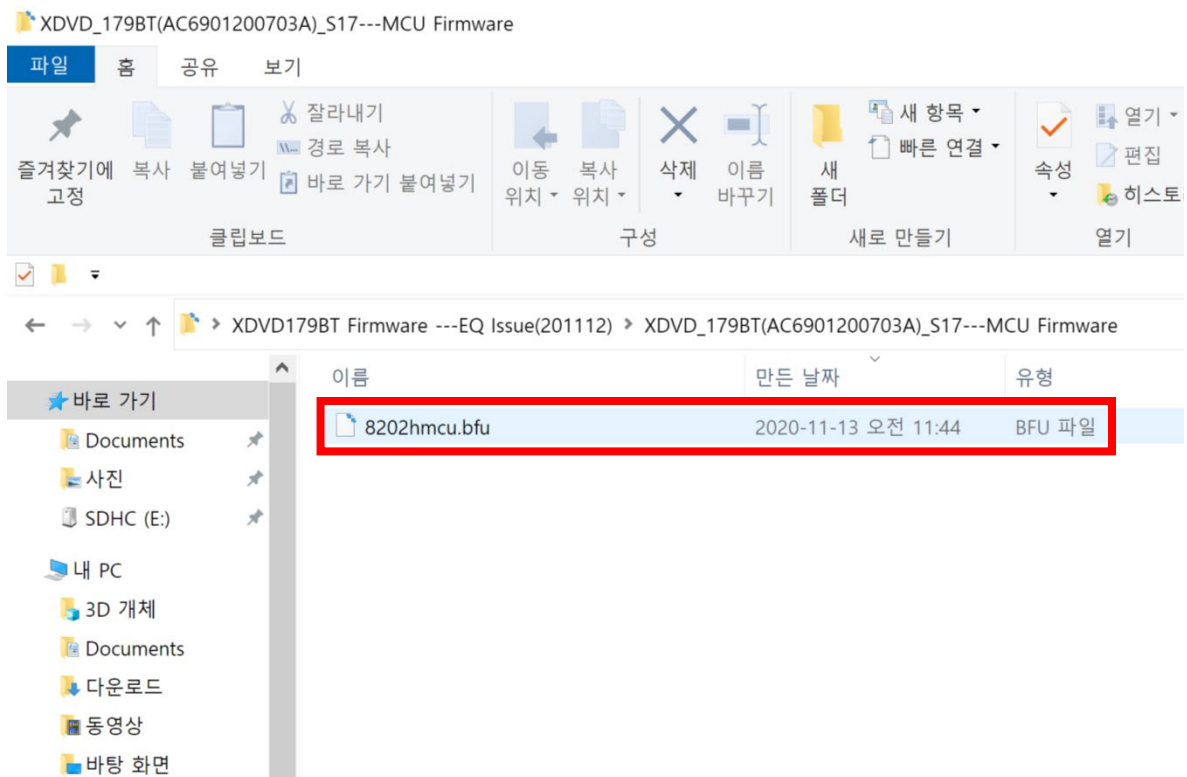 XDVD_179BT(AC6901200703A)_S17---MCU Firmware
파일 홈 공유 보기
즐겨찾기에 고정
복사
붙여넣기
잘라내기
경로 복사
바로 가기 붙여넣기
이동 위치
복사 위치
삭제
이름 바꾸기
새 폴더
새 항목
빠른 연결
속성
열기
편집
히스토
클립보드 구성 새로 만들기 열기
XDVD179BT Firmware ---EQ Issue(201112) > XDVD_179BT(AC6901200703A)_S17---MCU Firmware
이름 만든 날짜 유형
8202hmcu.bfu 2020-11-13 오전 11:44 BFU 파일
바로 가기
Documents
사진
SDHC (E:)
내 PC
3D 개체
Documents
다운로드
동영상
바탕 화면